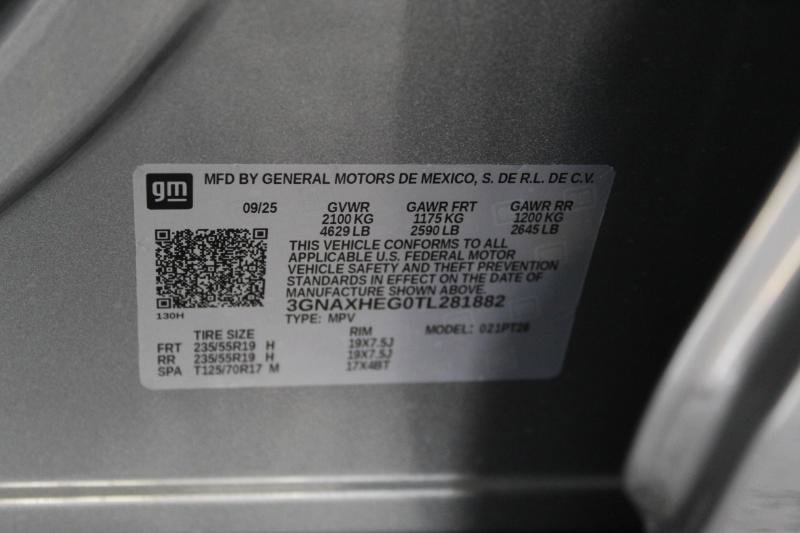 gm MFD BY GENERAL MOTORS DE MEXICO, S. DE R.L. DE C.V.
09/25 GVWR GAWR FRT GAWR RR
2100 KG 1175 KG 1200 KG
4629 LB 2590 LB 2645 LB
THIS VEHICLE CONFORMS TO ALL
APPLICABLE U.S. FEDERAL MOTOR
VEHICLE SAFETY AND THEFT PREVENTION
STANDARDS IN EFFECT ON THE DATE OF
MANUFACTURE SHOWN ABOVE.
3GNAXHEG0TL281882
130H
TYPE: MPV MODEL: 021PT26
TIRE SIZE RIM
FRT 235/55R19 H 19X7.5J
RR 235/55R19 H 19X7.5J
SPA T125/70R17 M 17X4BT